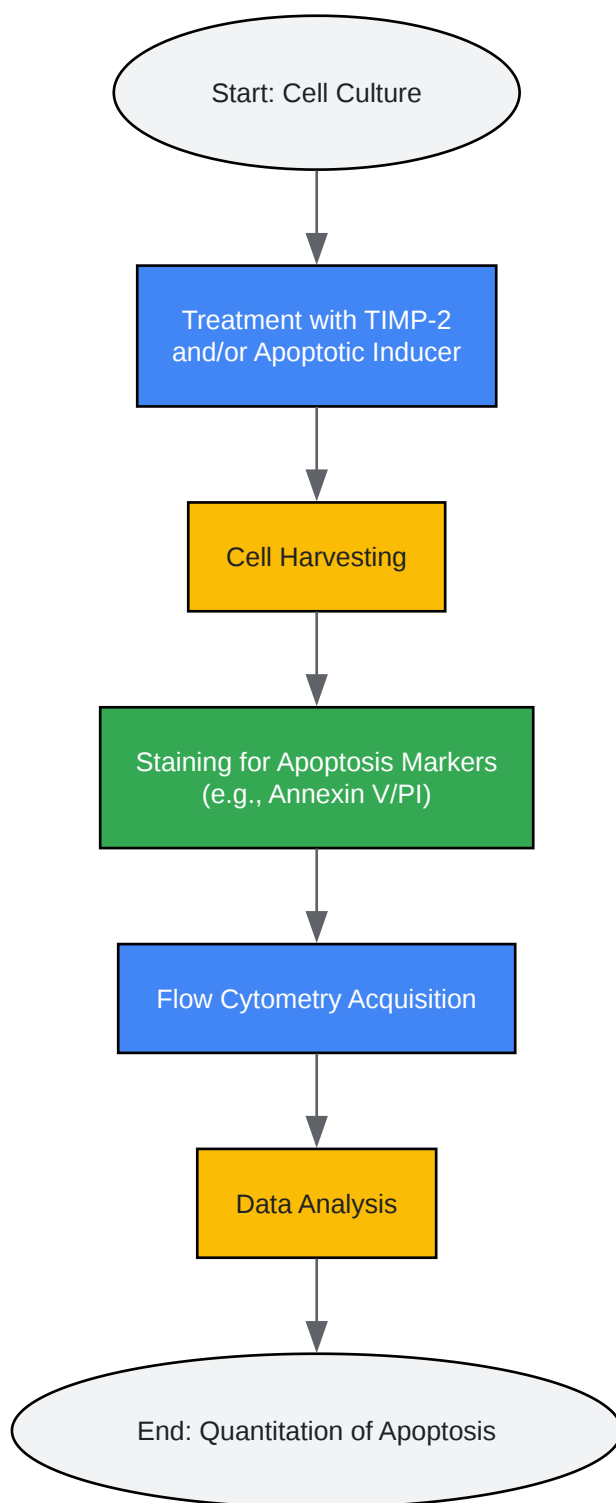 Start: Cell Culture
Treatment with TIMP-2
and/or Apoptotic Inducer
Cell Harvesting
Staining for Apoptosis Markers
(e.g., Annexin V/PI)
Flow Cytometry Acquisition
Data Analysis
End: Quantitation of Apoptosis